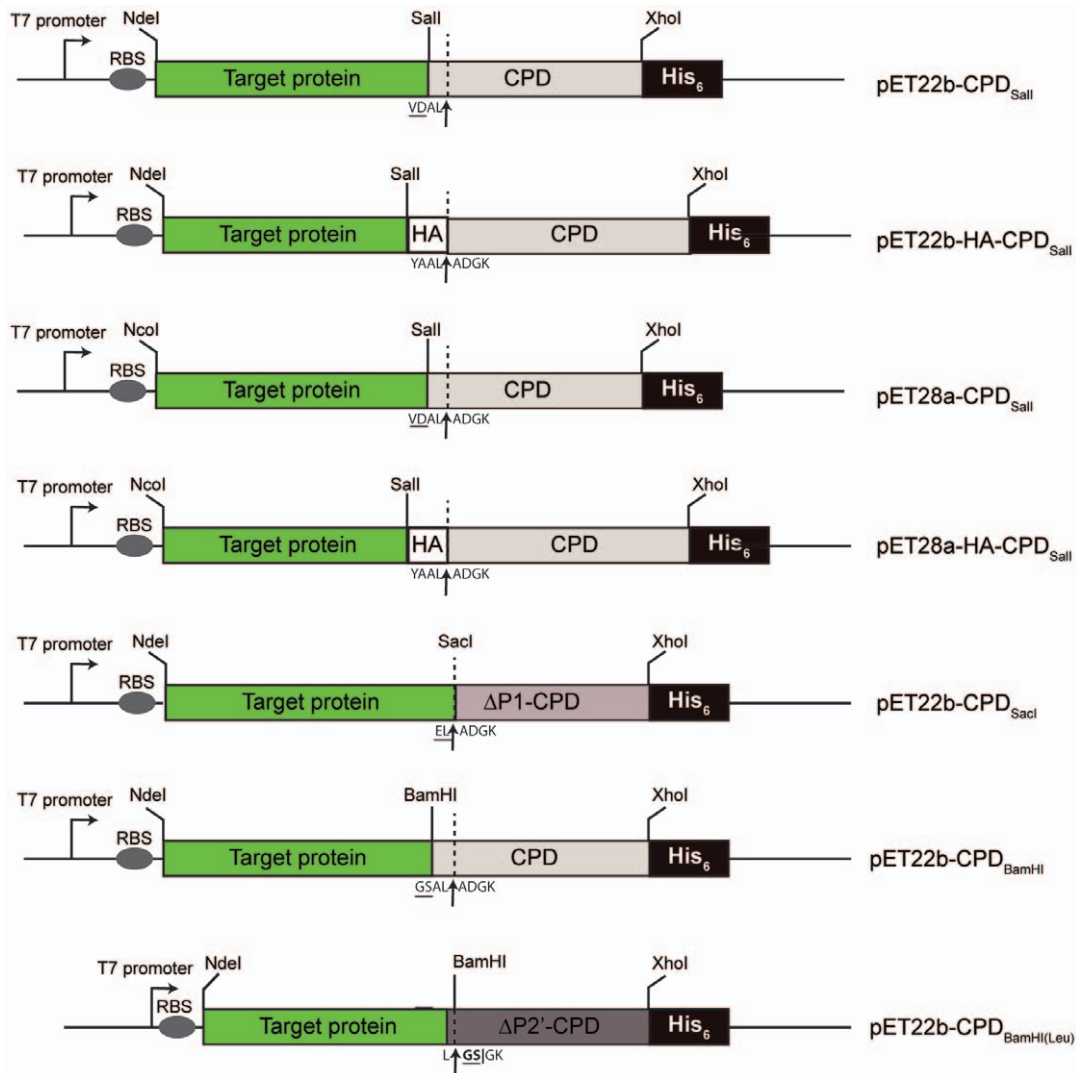 T7 promoter NdeI SalI XhoI
RBS
Target protein CPD His6 pET22b-CPDSalI
VDAL
T7 promoter NdeI SalI XhoI
RBS
Target protein HA CPD His6 pET22b-HA-CPDSalI
YAAL ADGK
T7 promoter NcoI SalI XhoI
RBS
Target protein CPD His6 pET28a-CPDSalI
VDAL ADGK
T7 promoter NcoI SalI XhoI
RBS
Target protein HA CPD His6 pET28a-HA-CPDSalI
YAAL ADGK
T7 promoter NdeI SacI XhoI
RBS
Target protein ΔP1-CPD His6 pET22b-CPDSacI
EL ADGK
T7 promoter NdeI BamHI XhoI
RBS
Target protein CPD His6 pET22b-CPDBamHI
GSAL ADGK
T7 promoter NdeI BamHI XhoI
RBS
Target protein ΔP2'-CPD His6 pET22b-CPDBamHI(Leu)
L GS|GK